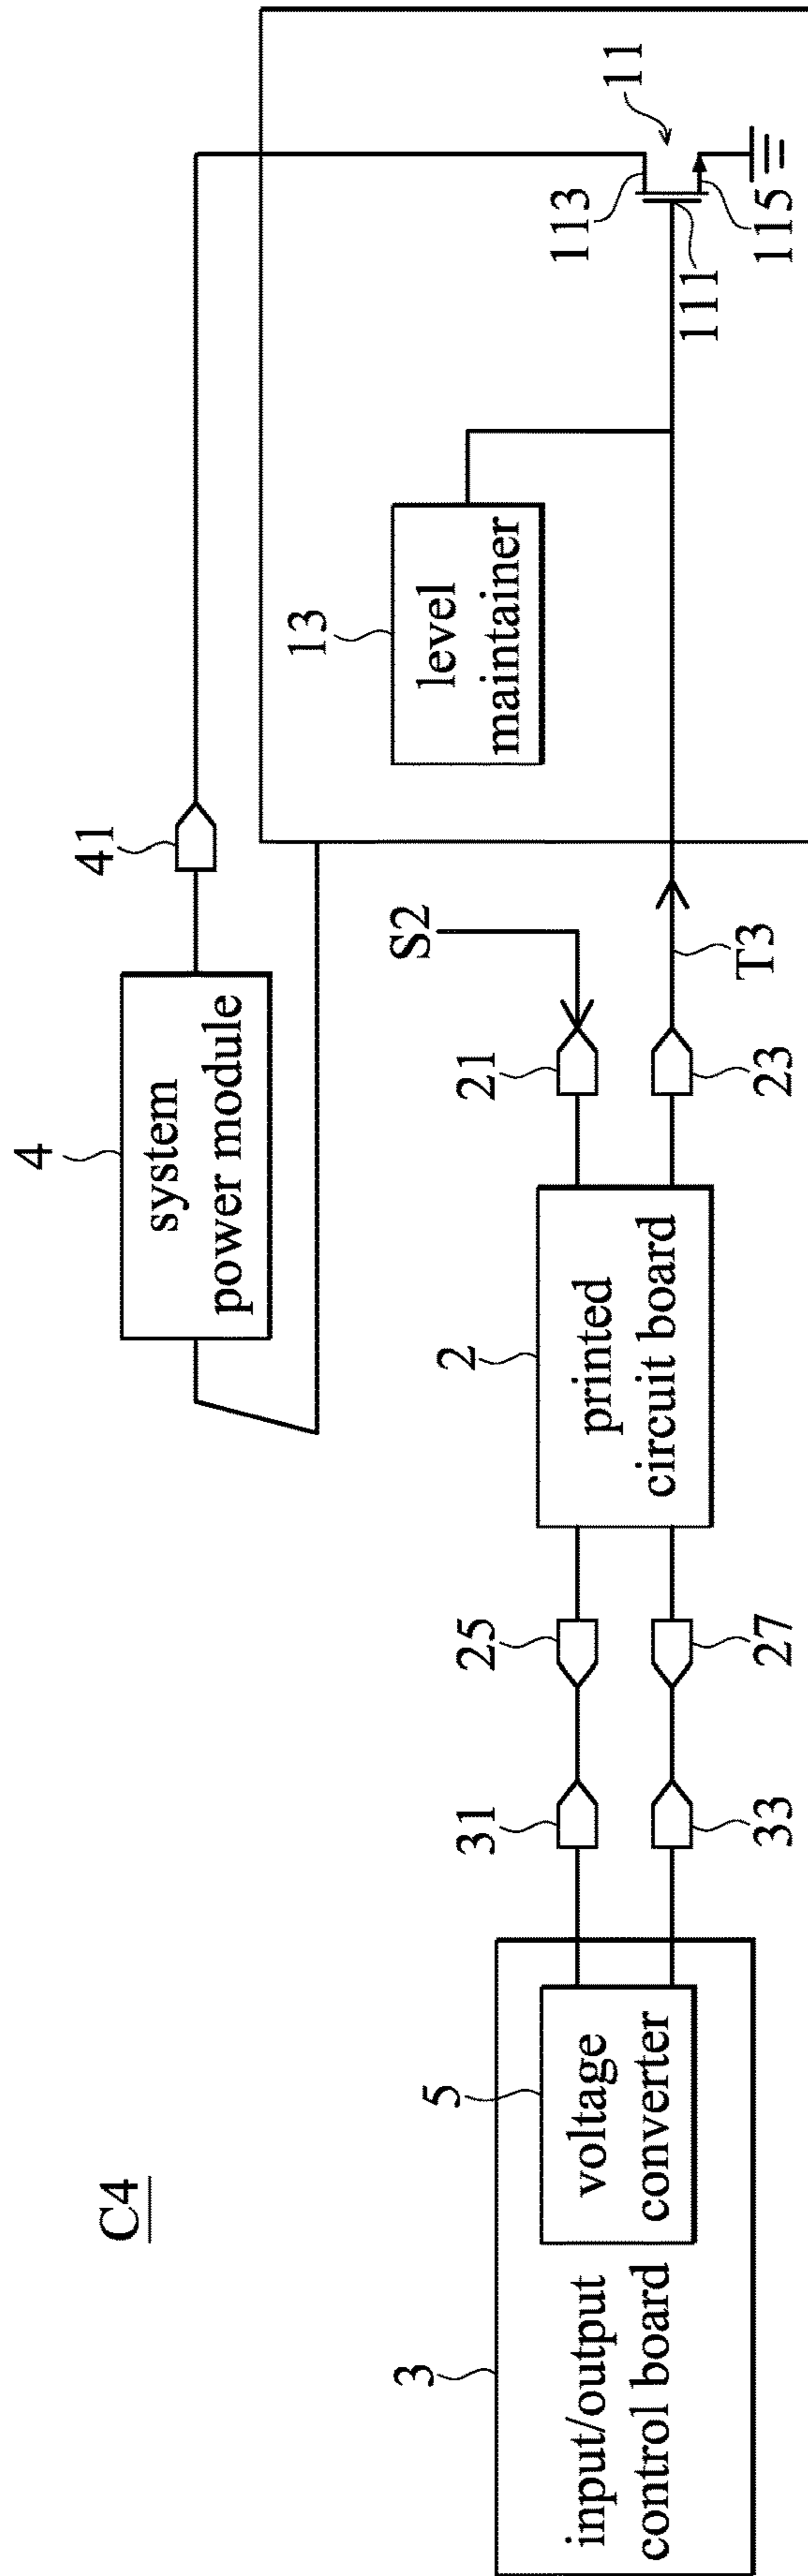 C4
4
system
power module
41
13
level
maintainer
113
11
111
115
3
input/output
control board
5
voltage
converter
31
33
25
27
2
printed
circuit board
21
23
S2
T3